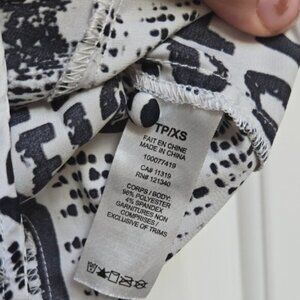 TP/XS
FAIT EN CHINE
MADE IN CHINA
100077419
CA# 11319
RN# 121340
CORPS / BODY:
96% POLYESTER
4% SPANDEX
GARNITURES NON
COMPRISES /
EXCLUSIVE OF TRIMS